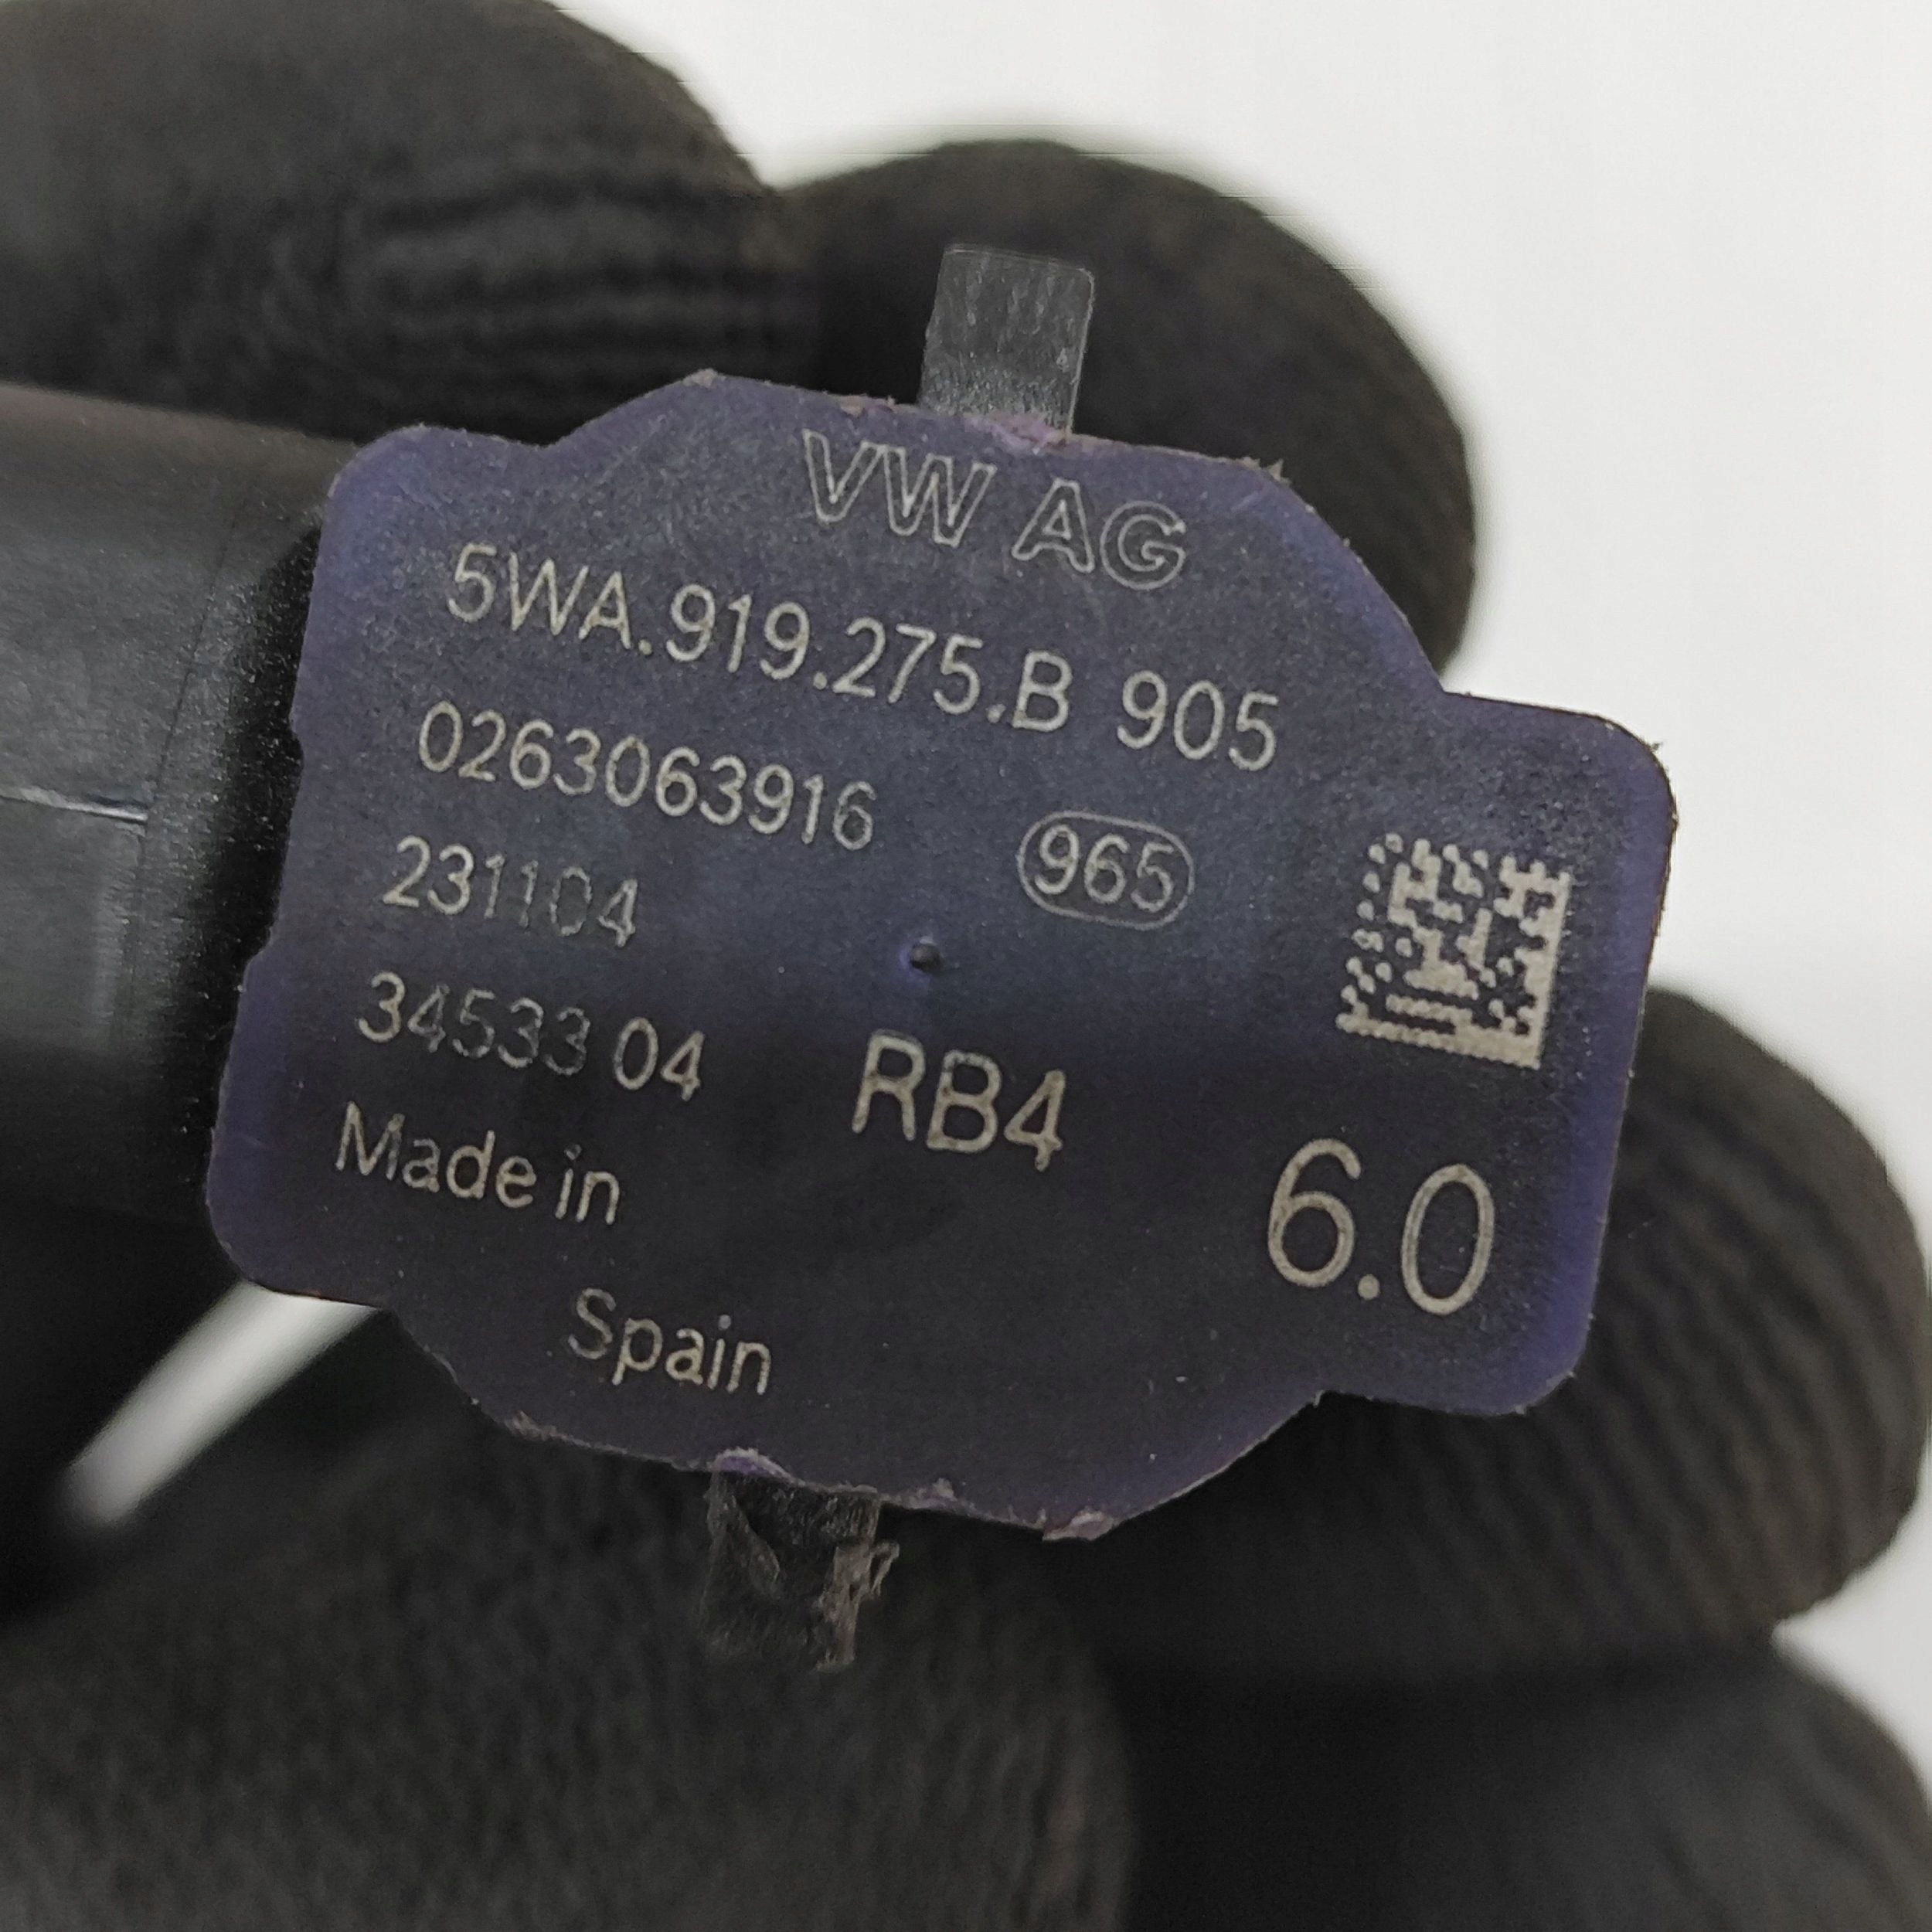 VW AG
5WA.919.275.B 905
0263063916
965
231104
34533 04
RB4
Made in
6.0
Spain